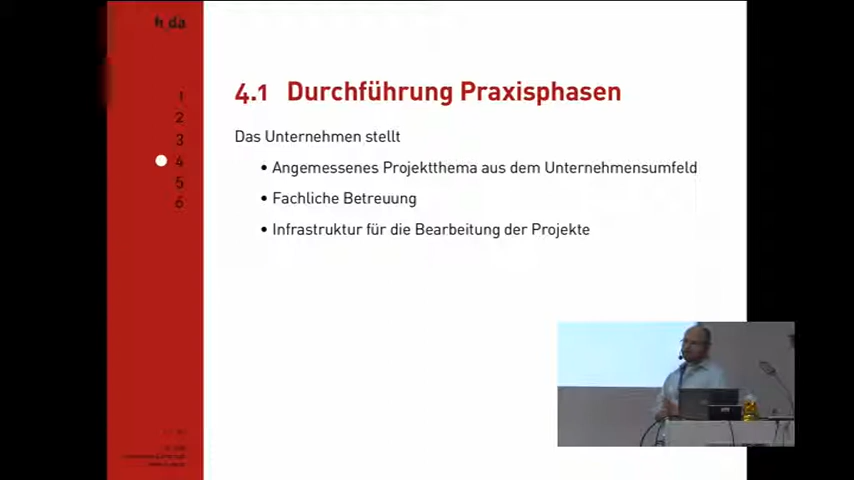 h_da
1
2
3
4
5
6
4.1 Durchführung Praxisphasen
Das Unternehmen stellt
• Angemessenes Projektthema aus dem Unternehmensumfeld
• Fachliche Betreuung
• Infrastruktur für die Bearbeitung der Projekte